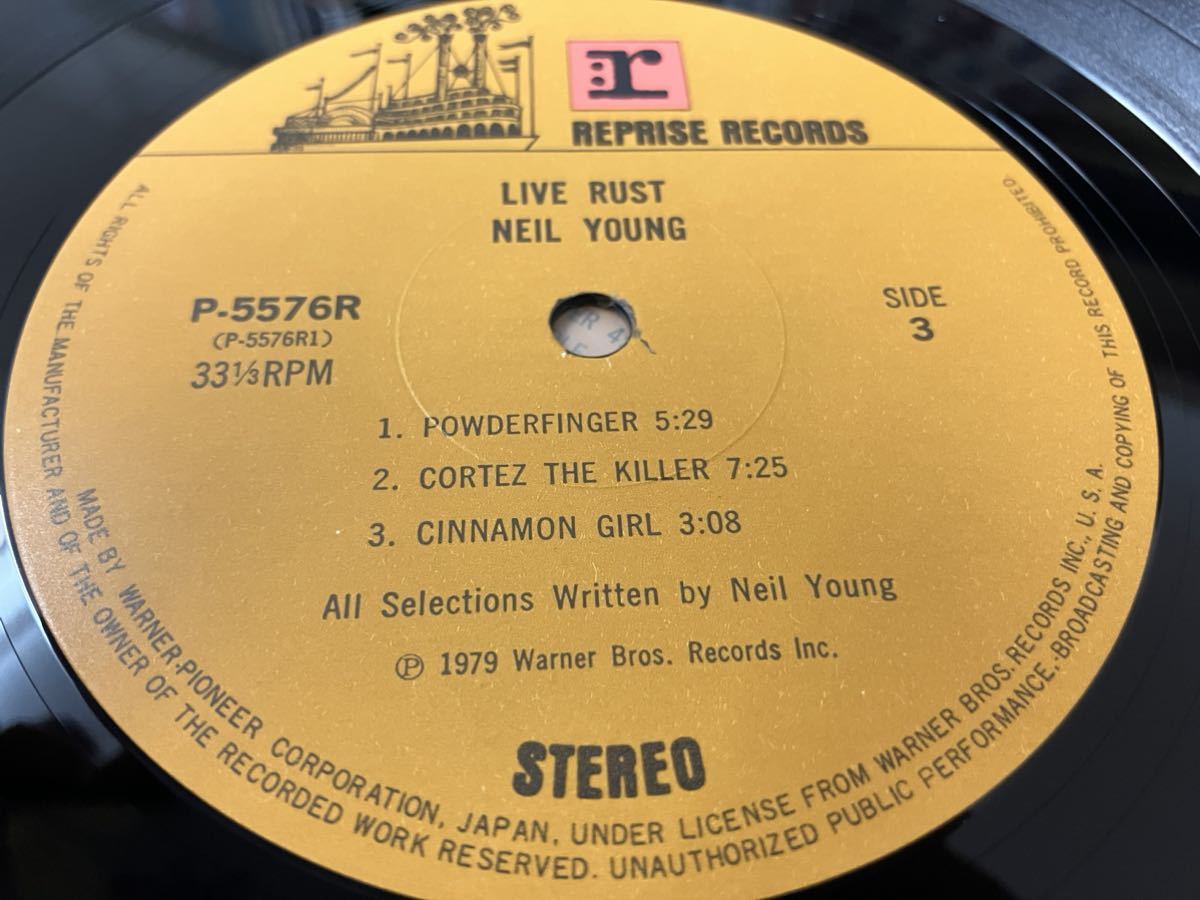 r
REPRISE RECORDS
LIVE RUST
NEIL YOUNG
P-5576R
(P-5576R1)
33⅓RPM
SIDE
3
1. POWDERFINGER 5:29
2. CORTEZ THE KILLER 7:25
3. CINNAMON GIRL 3:08
All Selections Written by Neil Young
℗ 1979 Warner Bros. Records Inc.
STEREO
MADE BY WARNER-PIONEER CORPORATION, JAPAN, UNDER LICENSE FROM WARNER BROS. RECORDS INC., U. S. A.
ALL RIGHTS OF THE MANUFACTURER AND OF THE OWNER OF THE RECORDED WORK RESERVED. UNAUTHORIZED PUBLIC PERFORMANCE, BROADCASTING AND COPYING OF THIS RECORD PROHIBITED.